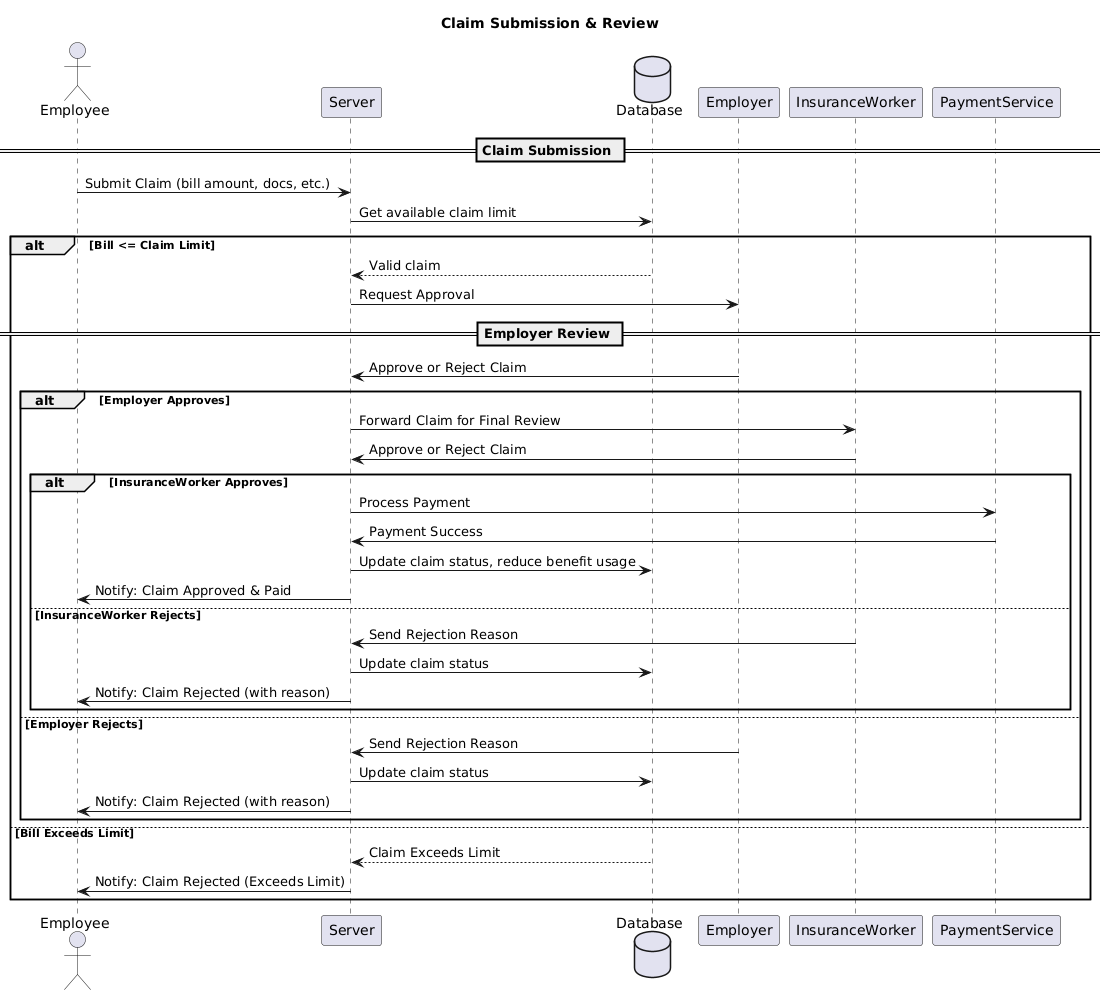 Claim Submission & Review
Employee
Server
Database
Employer
InsuranceWorker
PaymentService
Claim Submission
Submit Claim (bill amount, docs, etc.)
Get available claim limit
alt [Bill <= Claim Limit]
Valid claim
Request Approval
Employer Review
Approve or Reject Claim
alt [Employer Approves]
Forward Claim for Final Review
Approve or Reject Claim
alt [InsuranceWorker Approves]
Process Payment
Payment Success
Update claim status, reduce benefit usage
Notify: Claim Approved & Paid
[InsuranceWorker Rejects]
Send Rejection Reason
Update claim status
Notify: Claim Rejected (with reason)
[Employer Rejects]
Send Rejection Reason
Update claim status
Notify: Claim Rejected (with reason)
[Bill Exceeds Limit]
Claim Exceeds Limit
Notify: Claim Rejected (Exceeds Limit)
Employee
Server
Database
Employer
InsuranceWorker
PaymentService